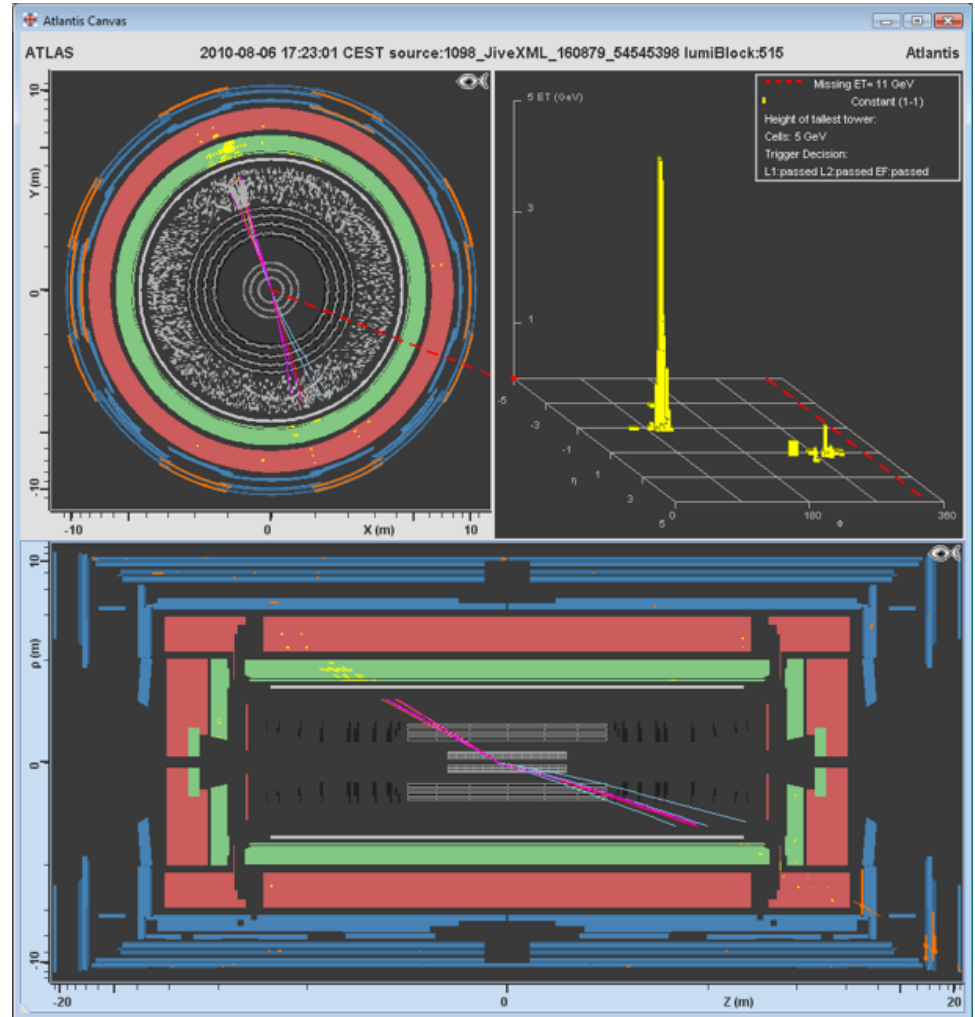 Atlantis Canvas
ATLAS 2010-08-06 17:23:01 CEST source:1098_JiveXML_160879_54545398 lumiBlock:515 Atlantis
10
Y (m)
0
-10
-10 0 X (m) 10
Missing ET= 11 GeV
Constant (1-1)
Height of tallest tower:
Cells: 5 GeV
Trigger Decision:
L1:passed L2:passed EF:passed
5 ET (GeV)
3
1
-5
-3
-1
η 1
3
5 0 180 Φ 360
10
ρ (m)
0
-10
-20 0 Z (m) 20